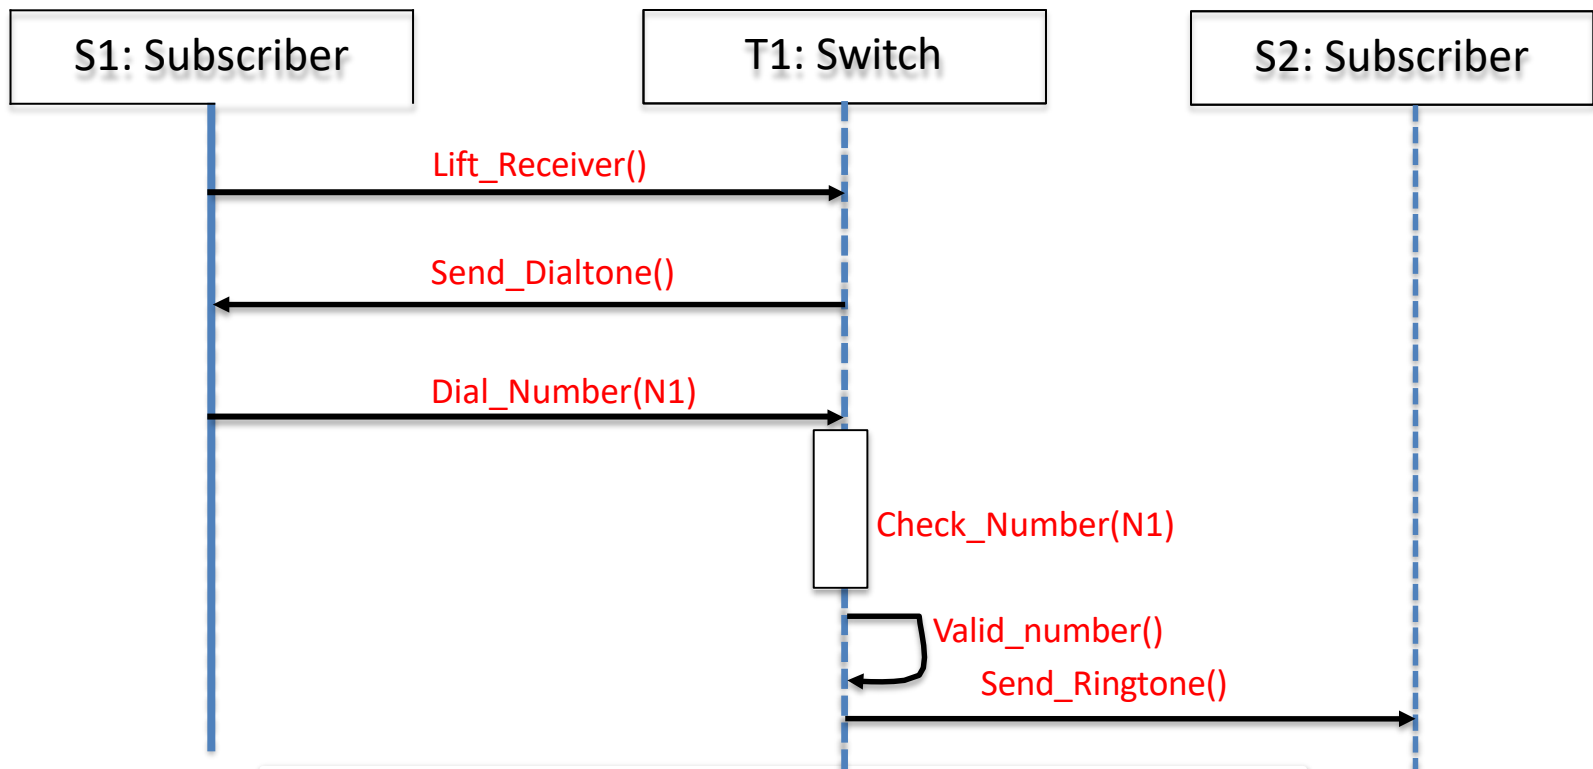 S1: Subscriber
T1: Switch
S2: Subscriber
Lift_Receiver()
Send_Dialtone()
Dial_Number(N1)
Check_Number(N1)
Valid_number()
Send_Ringtone()